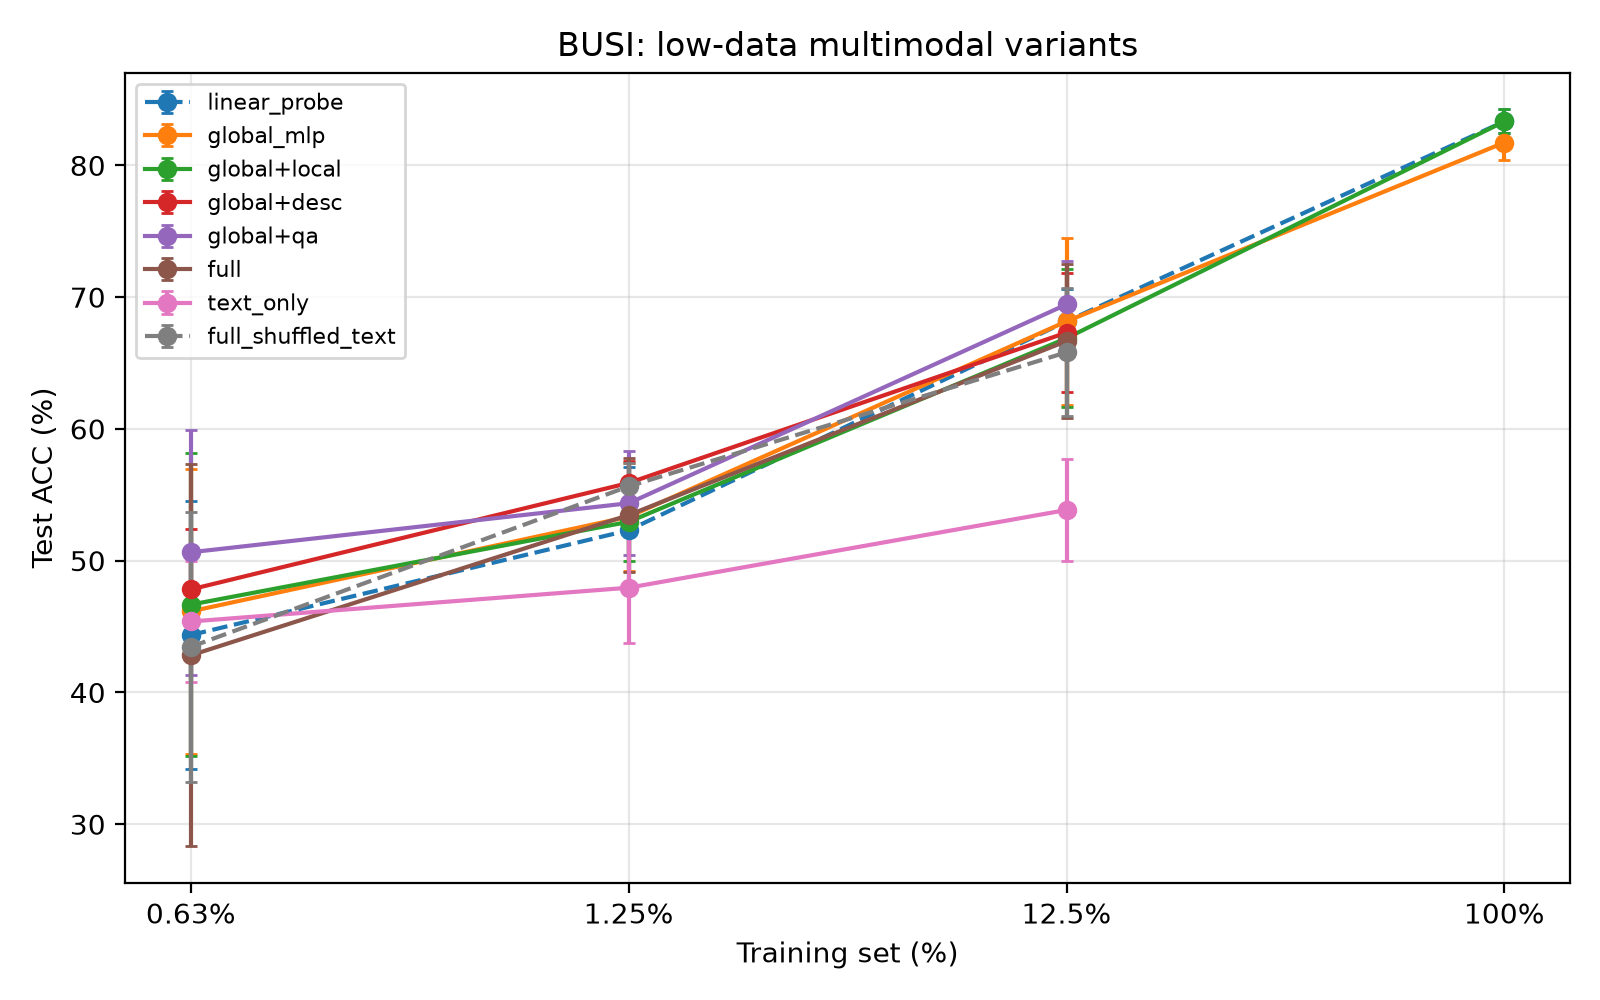 BUSI: low-data multimodal variants
linear_probe
global_mlp
global+local
global+desc
global+qa
full
text_only
full_shuffled_text
80
70
60
50
40
30
Test ACC (%)
0.63% 1.25% 12.5% 100%
Training set (%)